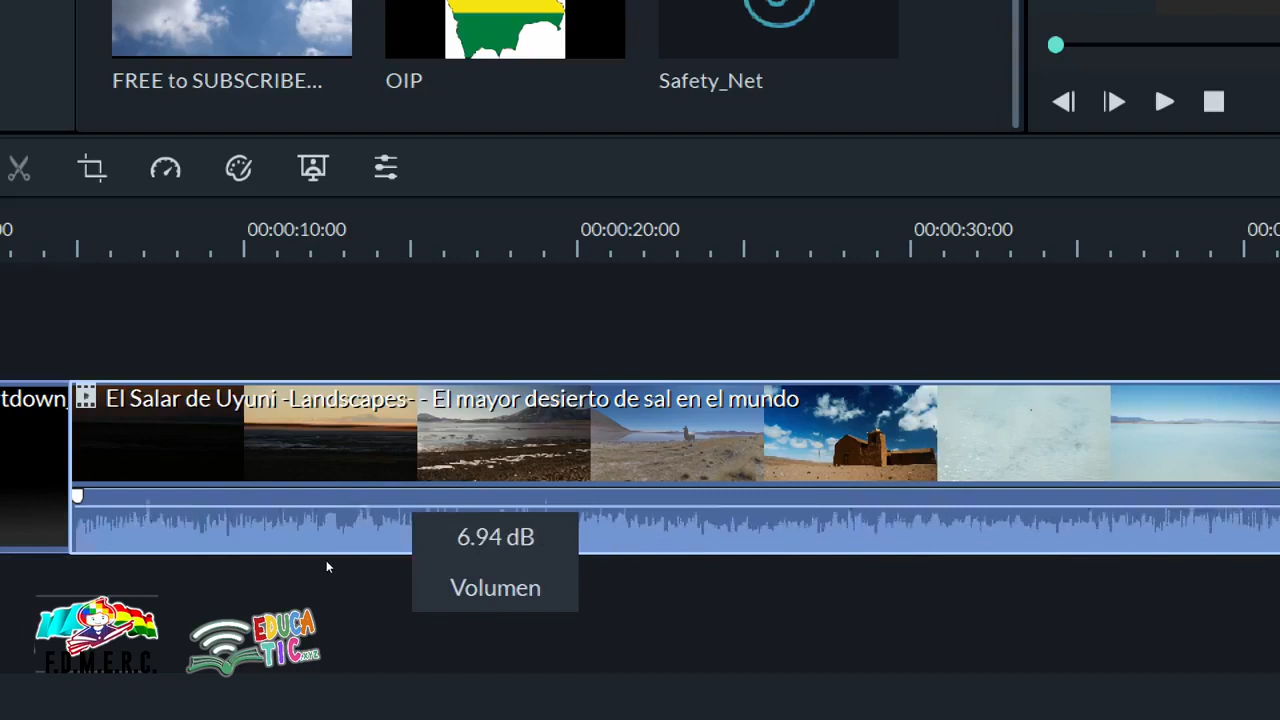 FREE to SUBSCRIBE...
OIP
Safety_Net
00:00:10:00
00:00:20:00
00:00:30:00
tdown
El Salar de Uyuni -Landscapes- - El mayor desierto de sal en el mundo
6.94 dB
Volumen
F.D.M.E.R.C.
EDUCA
TIC.XYZ